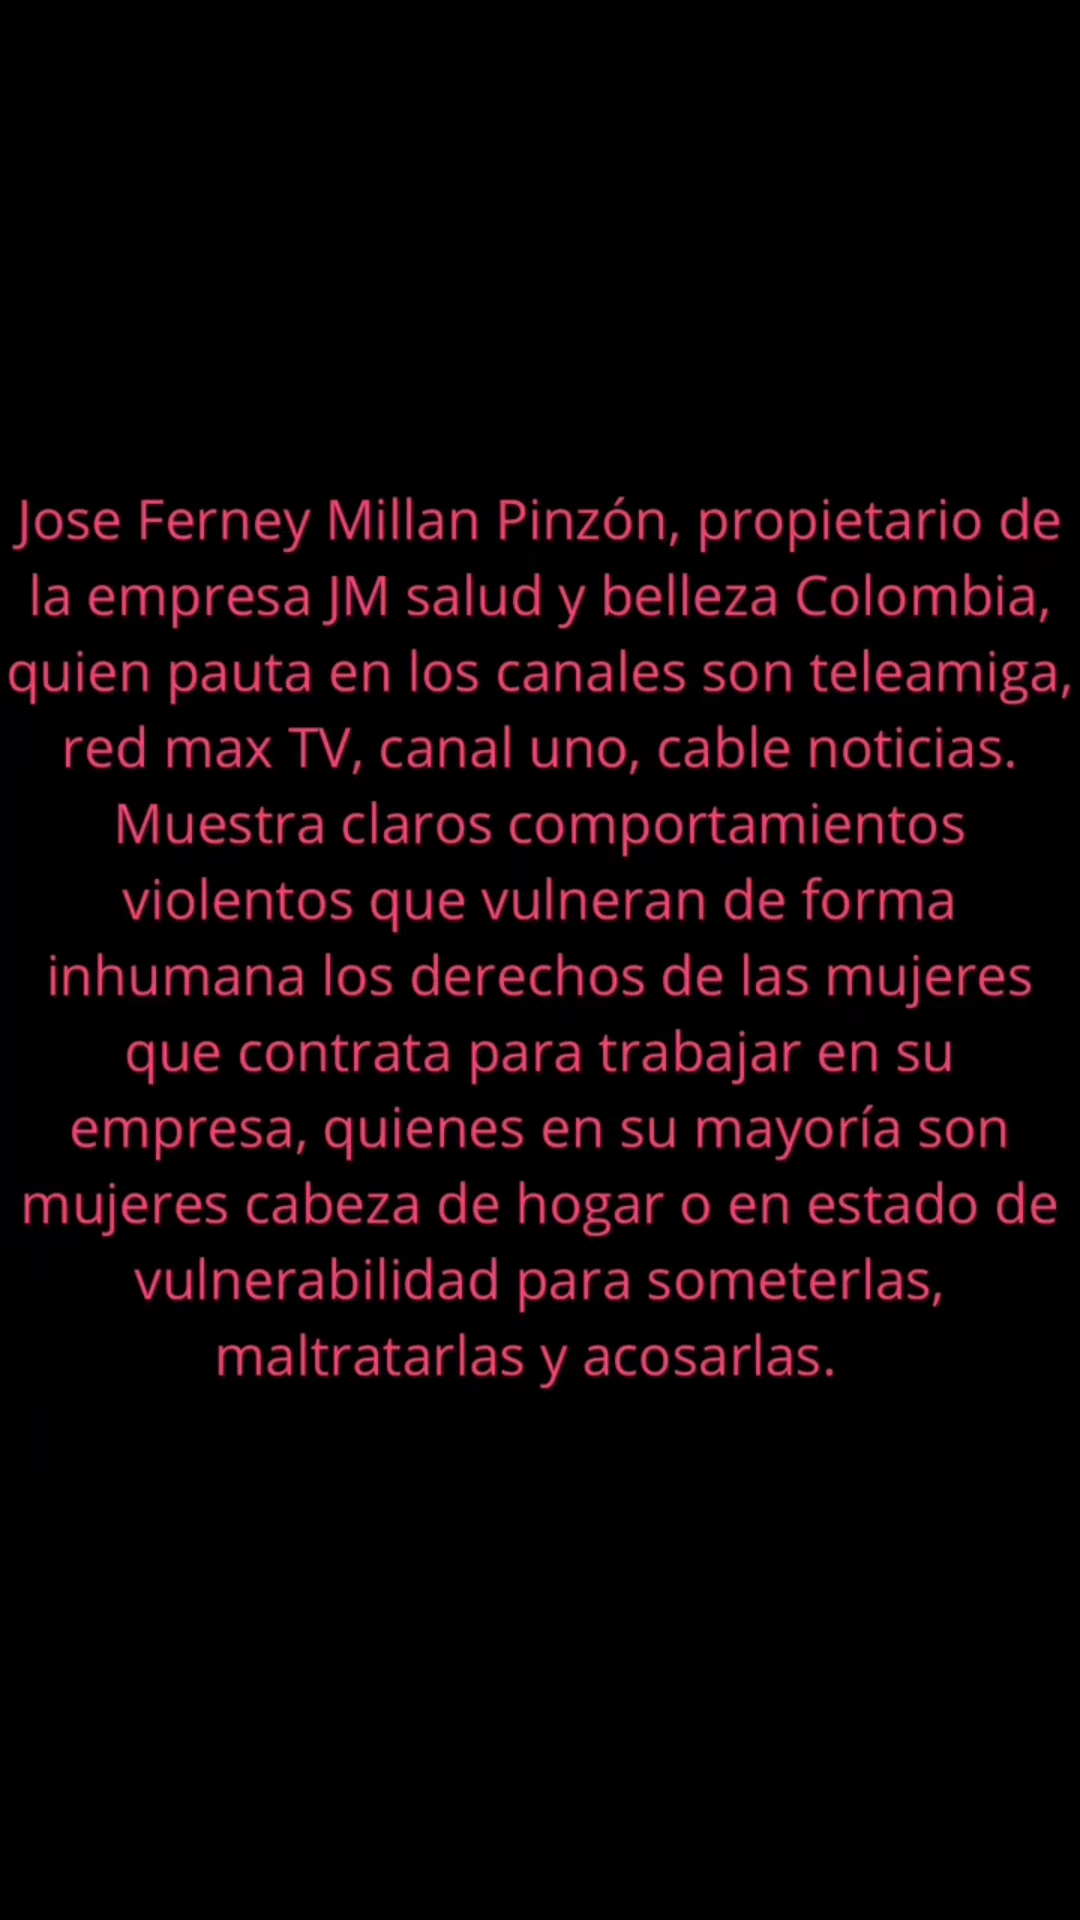 Jose Ferney Millan Pinzón, propietario de
la empresa JM salud y belleza Colombia,
quien pauta en los canales son teleamiga,
red max TV, canal uno, cable noticias.
Muestra claros comportamientos
violentos que vulneran de forma
inhumana los derechos de las mujeres
que contrata para trabajar en su
empresa, quienes en su mayoría son
mujeres cabeza de hogar o en estado de
vulnerabilidad para someterlas,
maltratarlas y acosarlas.